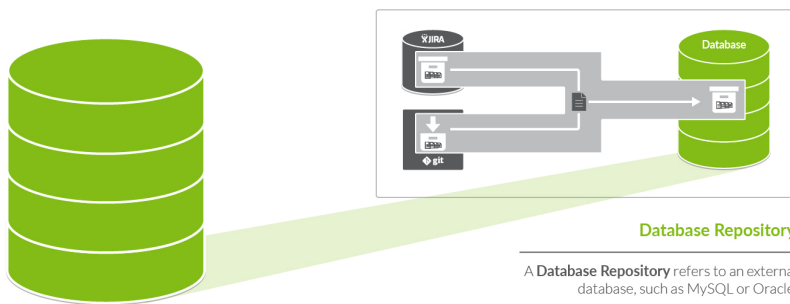 JIRA
Database
git
Database Repository
A Database Repository refers to an externa
database, such as MySQL or Oracle